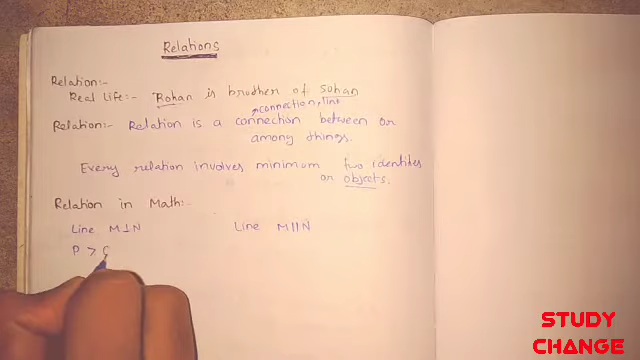 Relations
Relation:-
Real Life:- Rohan is brother of Sohan
connection, link
Relation:- Relation is a connection between or
among things.
Every relation involves minimum two identities
or objects.
Relation in Math:-
Line M⊥N Line M||N
P >
STUDY
CHANGE